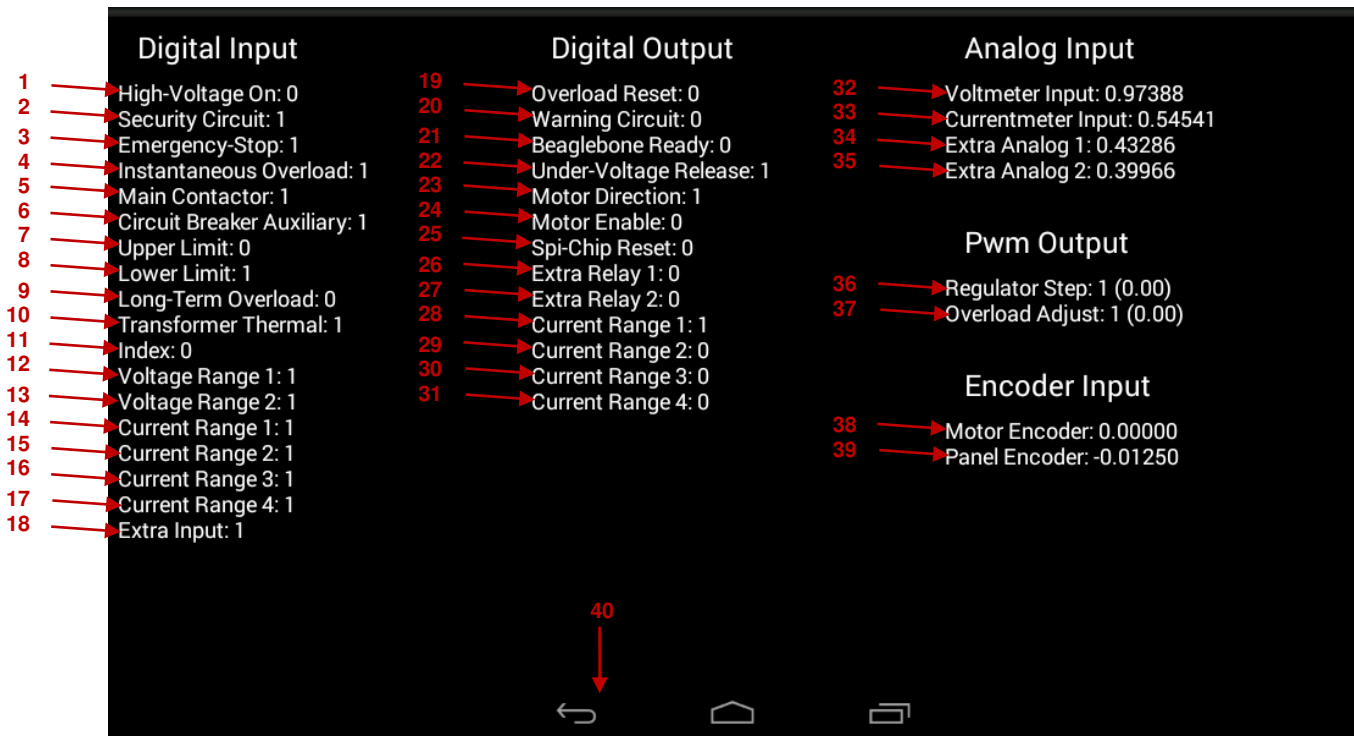 Digital Input
1 High-Voltage On: 0
2 Security Circuit: 1
3 Emergency-Stop: 1
4 Instantaneous Overload: 1
5 Main Contactor: 1
6 Circuit Breaker Auxiliary: 1
7 Upper Limit: 0
8 Lower Limit: 1
9 Long-Term Overload: 0
10 Transformer Thermal: 1
11 Index: 0
12 Voltage Range 1: 1
13 Voltage Range 2: 1
14 Current Range 1: 1
15 Current Range 2: 1
16 Current Range 3: 1
17 Current Range 4: 1
18 Extra Input: 1
Digital Output
19 Overload Reset: 0
20 Warning Circuit: 0
21 Beaglebone Ready: 0
22 Under-Voltage Release: 1
23 Motor Direction: 1
24 Motor Enable: 0
25 Spi-Chip Reset: 0
26 Extra Relay 1: 0
27 Extra Relay 2: 0
28 Current Range 1: 1
29 Current Range 2: 0
30 Current Range 3: 0
31 Current Range 4: 0
Analog Input
32 Voltmeter Input: 0.97388
33 Currentmeter Input: 0.54541
34 Extra Analog 1: 0.43286
35 Extra Analog 2: 0.39966
Pwm Output
36 Regulator Step: 1 (0.00)
37 Overload Adjust: 1 (0.00)
Encoder Input
38 Motor Encoder: 0.00000
39 Panel Encoder: -0.01250
40